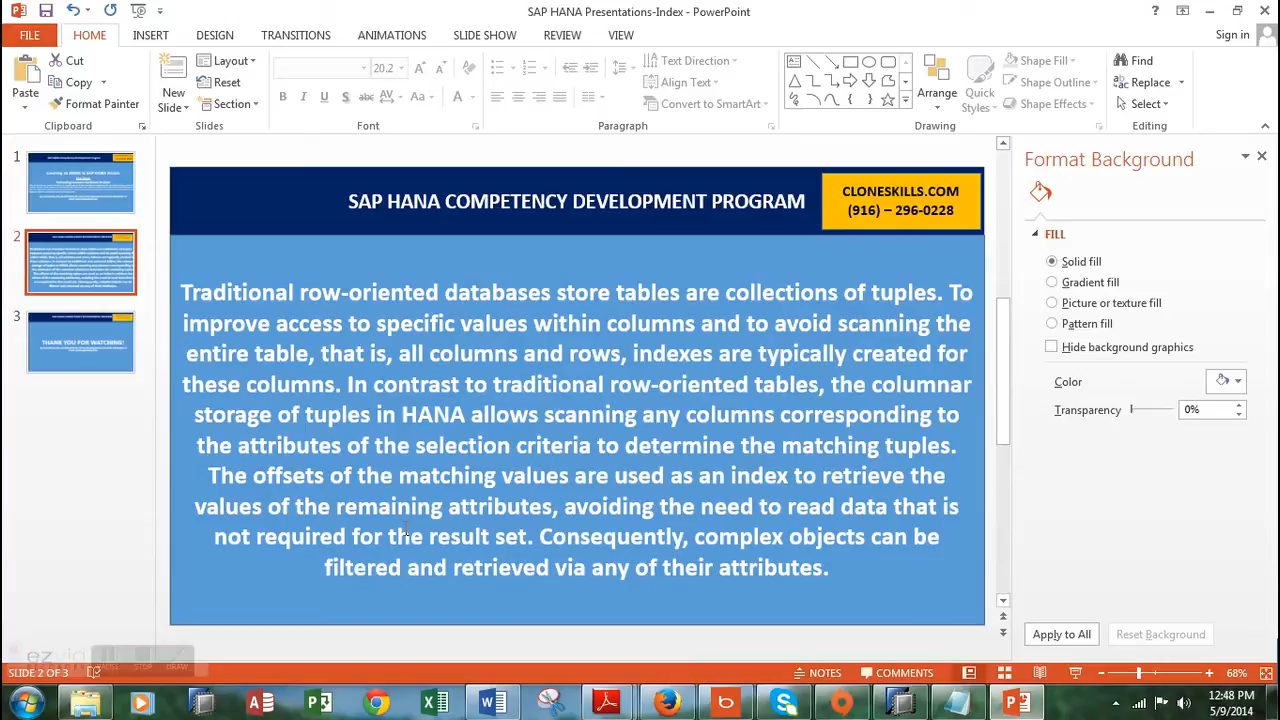 SAP HANA Presentations-Index - PowerPoint
FILE HOME INSERT DESIGN TRANSITIONS ANIMATIONS SLIDE SHOW REVIEW VIEW Sign in
Paste
Cut
Copy
Format Painter
Clipboard
New Slide
Layout
Reset
Section
Slides
20.2
Font
Text Direction
Align Text
Convert to SmartArt
Paragraph
Arrange
Quick Styles
Shape Fill
Shape Outline
Shape Effects
Drawing
Find
Replace
Select
Editing
1
2
3
THANK YOU FOR WATCHING!
SAP HANA COMPETENCY DEVELOPMENT PROGRAM
CLONESKILLS.COM
(916) – 296-0228
Traditional row-oriented databases store tables are collections of tuples. To
improve access to specific values within columns and to avoid scanning the
entire table, that is, all columns and rows, indexes are typically created for
these columns. In contrast to traditional row-oriented tables, the columnar
storage of tuples in HANA allows scanning any columns corresponding to
the attributes of the selection criteria to determine the matching tuples.
The offsets of the matching values are used as an index to retrieve the
values of the remaining attributes, avoiding the need to read data that is
not required for the result set. Consequently, complex objects can be
filtered and retrieved via any of their attributes.
Format Background
FILL
Solid fill
Gradient fill
Picture or texture fill
Pattern fill
Hide background graphics
Color
Transparency 0%
Apply to All Reset Background
STOP DRAW
SLIDE 2 OF 3 NOTES COMMENTS 68%
12:48 PM
5/9/2014